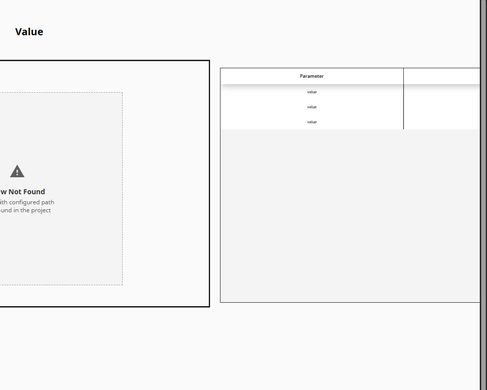 Value
Parameter
value
value
value
w Not Found
ith configured path
und in the project